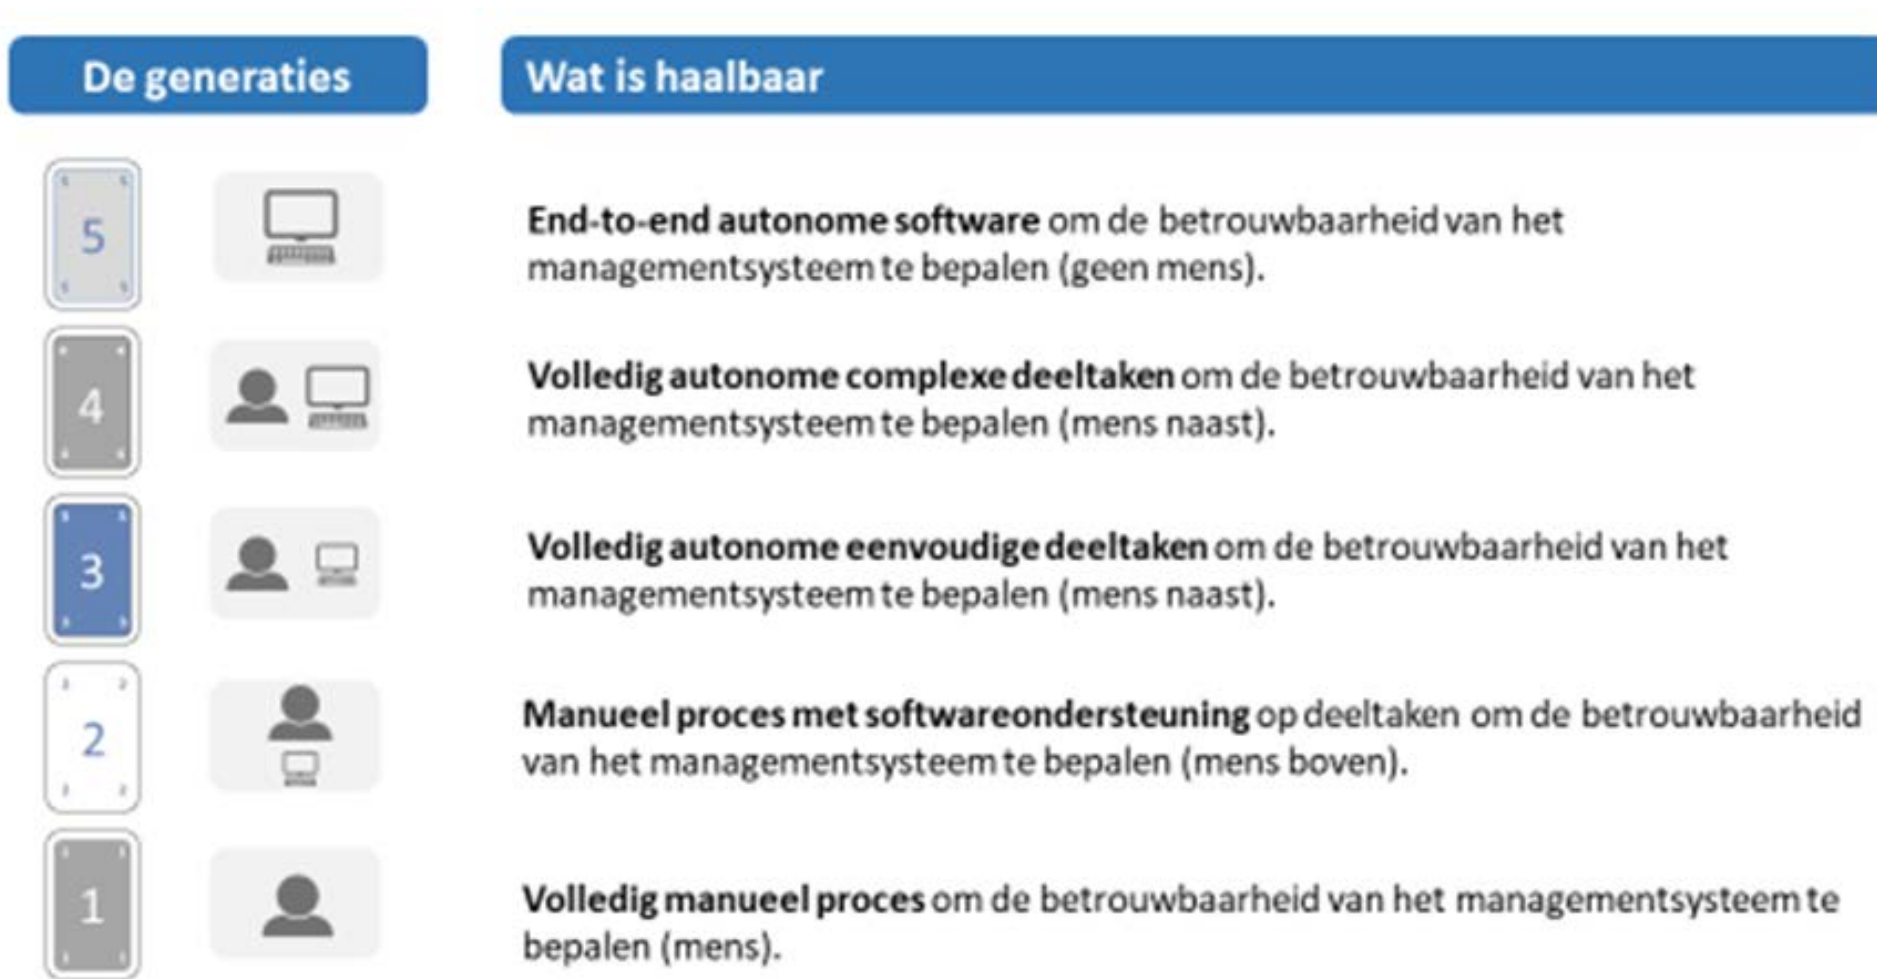 De generaties
Wat is haalbaar
5
End-to-end autonome software om de betrouwbaarheid van het
managementsysteem te bepalen (geen mens).
4
Volledig autonome complexe deeltaken om de betrouwbaarheid van het
managementsysteem te bepalen (mens naast).
3
Volledig autonome eenvoudige deeltaken om de betrouwbaarheid van het
managementsysteem te bepalen (mens naast).
2
Manueel proces met softwareondersteuning op deeltaken om de betrouwbaarheid
van het managementsysteem te bepalen (mens boven).
1
Volledig manueel proces om de betrouwbaarheid van het managementsysteem te
bepalen (mens).